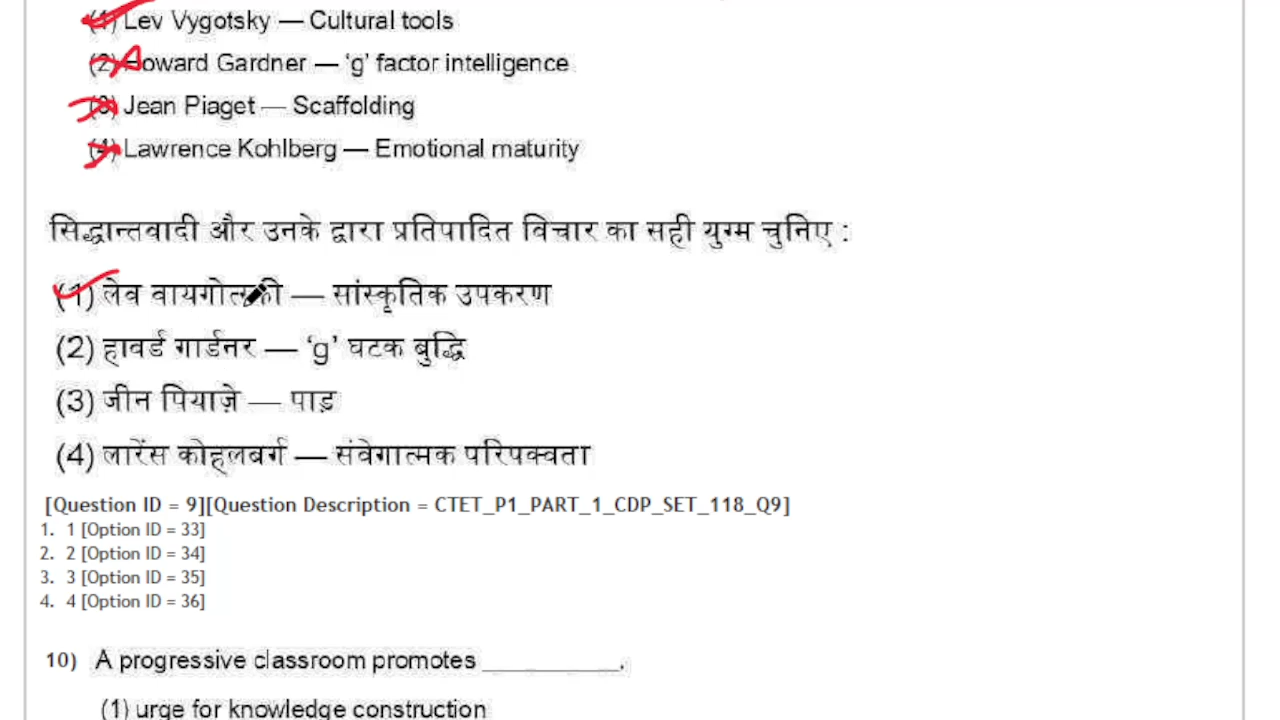 (1) Lev Vygotsky — Cultural tools
(2) Howard Gardner — ‘g’ factor intelligence
(3) Jean Piaget — Scaffolding
(4) Lawrence Kohlberg — Emotional maturity
सिद्धान्तवादी और उनके द्वारा प्रतिपादित विचार का सही युग्म चुनिए :
(1) लेव वायगोत्स्की — सांस्कृतिक उपकरण
(2) हावर्ड गार्डनर — ‘g’ घटक बुद्धि
(3) जीन पियाज़े — पाड़
(4) लारेंस कोहलबर्ग — संवेगात्मक परिपक्वता
[Question ID = 9][Question Description = CTET_P1_PART_1_CDP_SET_118_Q9]
1. 1 [Option ID = 33]
2. 2 [Option ID = 34]
3. 3 [Option ID = 35]
4. 4 [Option ID = 36]
10) A progressive classroom promotes __________.
(1) urge for knowledge construction